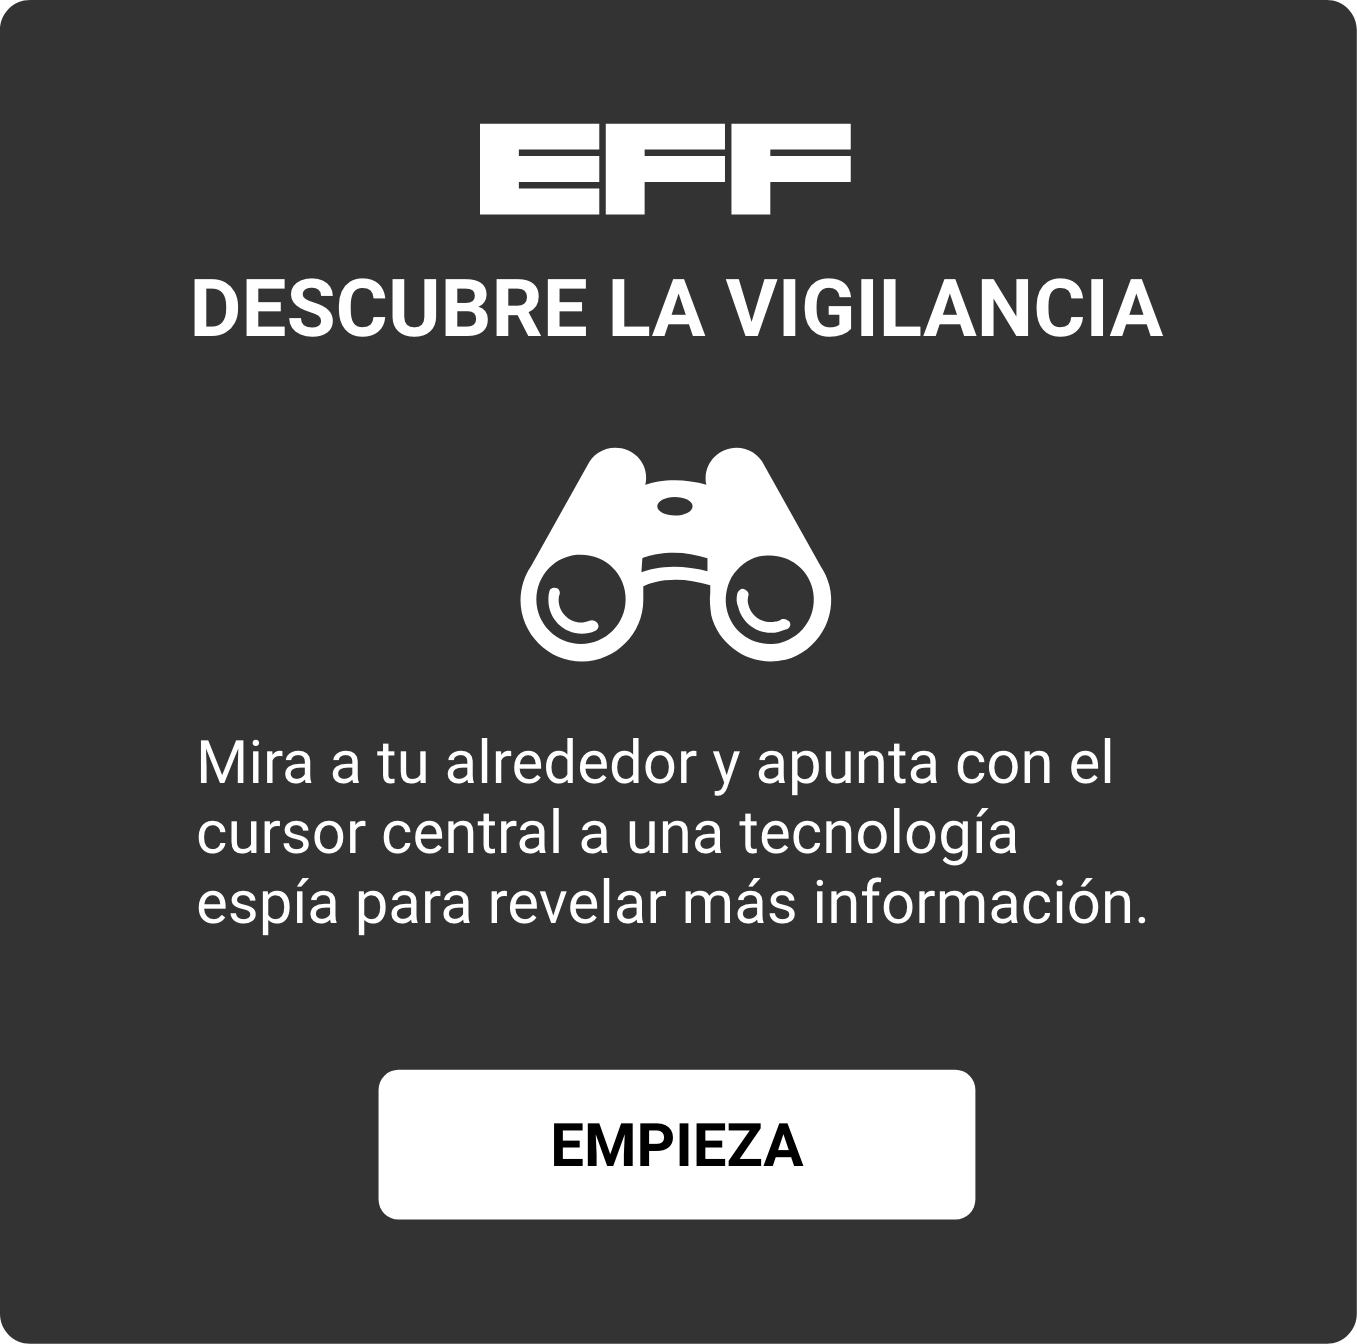 EFF
DESCUBRE LA VIGILANCIA
Mira a tu alrededor y apunta con el
cursor central a una tecnología
espía para revelar más información.
EMPIEZA